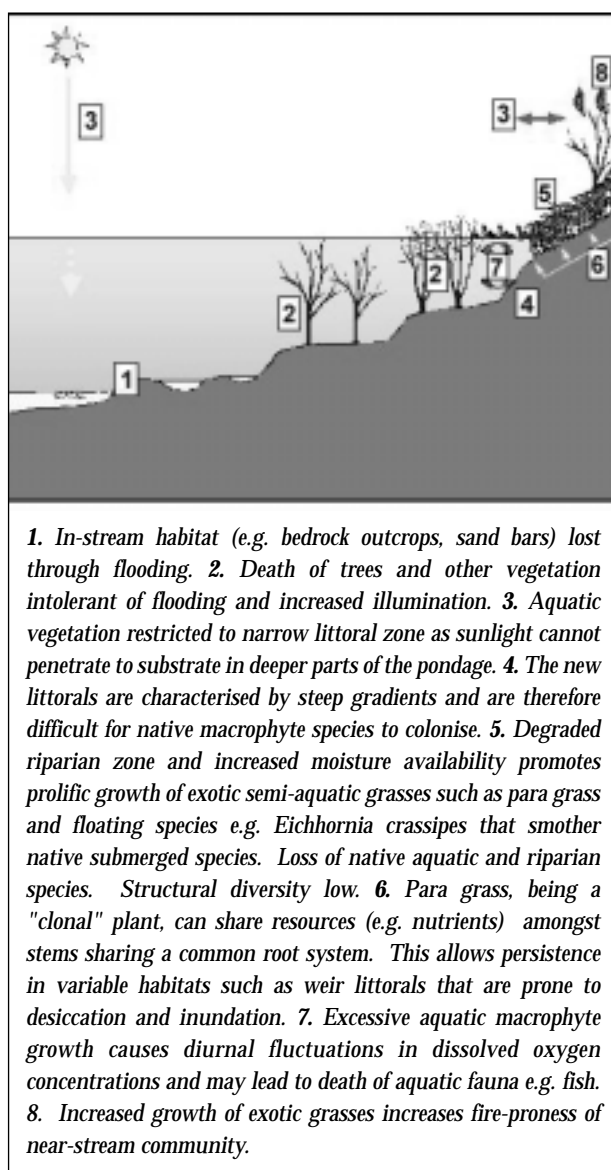 8
3
3
5
2
2
7
6
4
1
1. In-stream habitat (e.g. bedrock outcrops, sand bars) lost
through flooding. 2. Death of trees and other vegetation
intolerant of flooding and increased illumination. 3. Aquatic
vegetation restricted to narrow littoral zone as sunlight cannot
penetrate to substrate in deeper parts of the pondage. 4. The new
littorals are characterised by steep gradients and are therefore
difficult for native macrophyte species to colonise. 5. Degraded
riparian zone and increased moisture availability promotes
prolific growth of exotic semi-aquatic grasses such as para grass
and floating species e.g. Eichhornia crassipes that smother
native submerged species. Loss of native aquatic and riparian
species. Structural diversity low. 6. Para grass, being a
"clonal" plant, can share resources (e.g. nutrients) amongst
stems sharing a common root system. This allows persistence
in variable habitats such as weir littorals that are prone to
desiccation and inundation. 7. Excessive aquatic macrophyte
growth causes diurnal fluctuations in dissolved oxygen
concentrations and may lead to death of aquatic fauna e.g. fish.
8. Increased growth of exotic grasses increases fire-proness of
near-stream community.